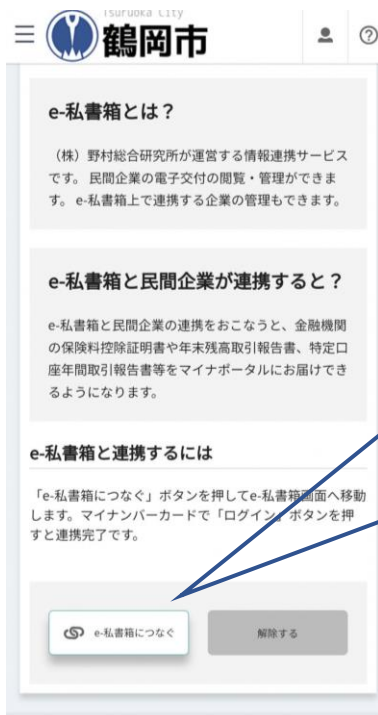 Tsuruoka City
鶴岡市
e-私書箱とは？
（株）野村総合研究所が運営する情報連携サービス
です。 民間企業の電子交付の閲覧・管理ができま
す。 e-私書箱上で連携する企業の管理もできます。
e-私書箱と民間企業が連携すると？
e-私書箱と民間企業の連携をおこなうと、金融機関
の保険料控除証明書や年末残高取引報告書、特定口
座年間取引報告書等をマイナポータルにお届けでき
るようになります。
e-私書箱と連携するには
「e-私書箱につなぐ」ボタンを押してe-私書箱画面へ移動
します。マイナンバーカードで「ログイン」ボタンを押
すと連携完了です。
e-私書箱につなぐ
解除する